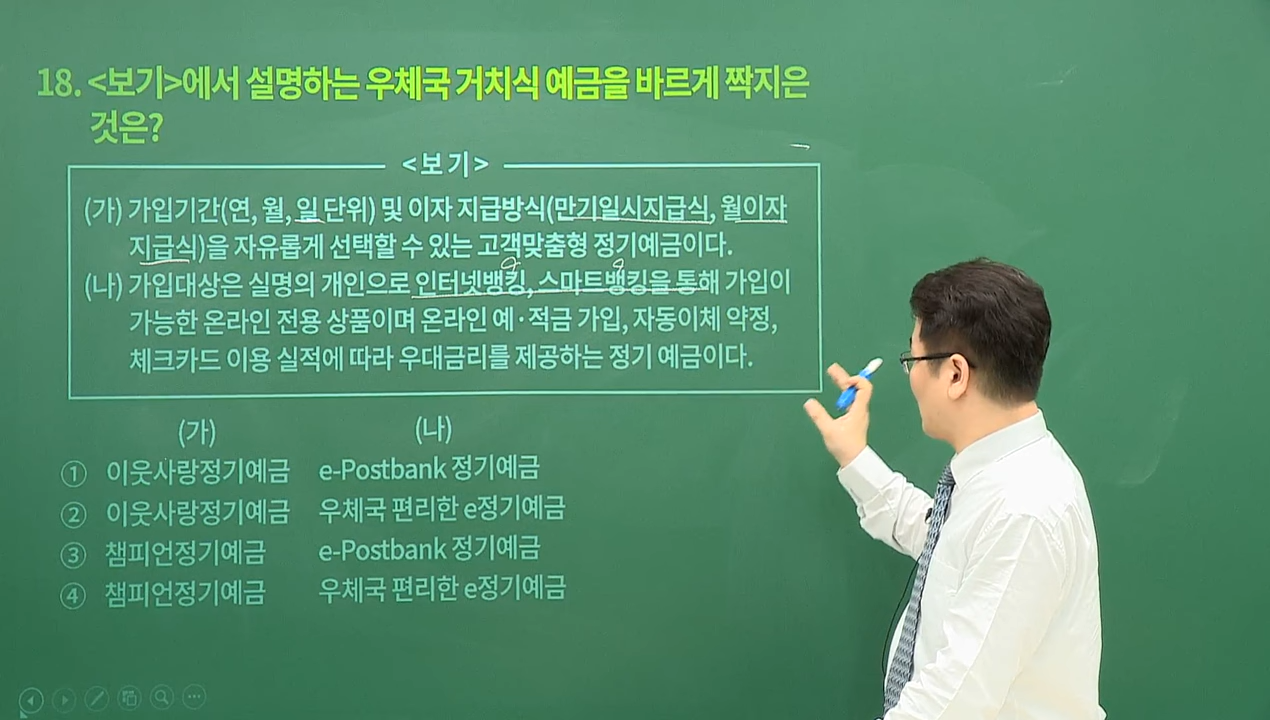 18. <보기>에서 설명하는 우체국 거치식 예금을 바르게 짝지은
것은?
<보기>
(가) 가입기간(연, 월, 일 단위) 및 이자 지급방식(만기일시지급식, 월이자
지급식)을 자유롭게 선택할 수 있는 고객맞춤형 정기예금이다.
(나) 가입대상은 실명의 개인으로 인터넷뱅킹, 스마트뱅킹을 통해 가입이
가능한 온라인 전용 상품이며 온라인 예·적금 가입, 자동이체 약정,
체크카드 이용 실적에 따라 우대금리를 제공하는 정기 예금이다.
(가) (나)
① 이웃사랑정기예금 e-Postbank 정기예금
② 이웃사랑정기예금 우체국 편리한 e정기예금
③ 챔피언정기예금 e-Postbank 정기예금
④ 챔피언정기예금 우체국 편리한 e정기예금